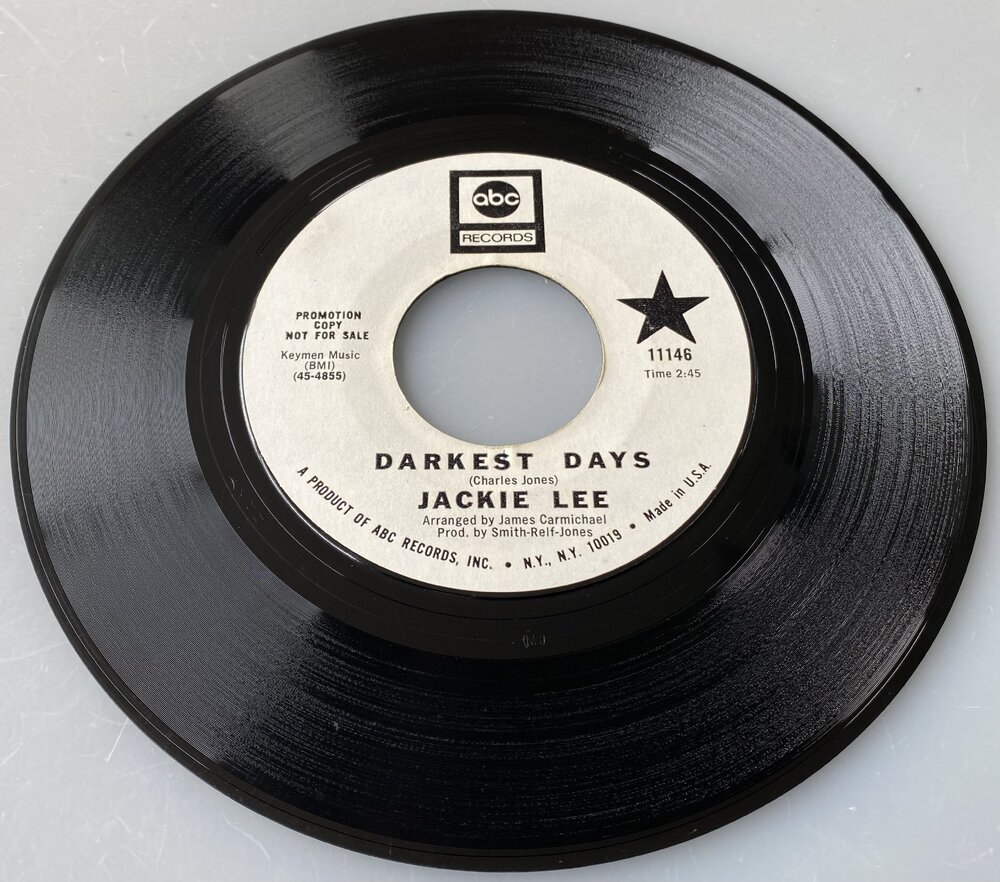 abc
RECORDS
PROMOTION
COPY
NOT FOR SALE
Keymen Music
(BMI)
(45-4855)
11146
Time 2:45
DARKEST DAYS
(Charles Jones)
JACKIE LEE
Arranged by James Carmichael
Prod. by Smith-Relf-Jones
A PRODUCT OF ABC RECORDS, INC. • N.Y., N.Y. 10019 • Made in U.S.A.